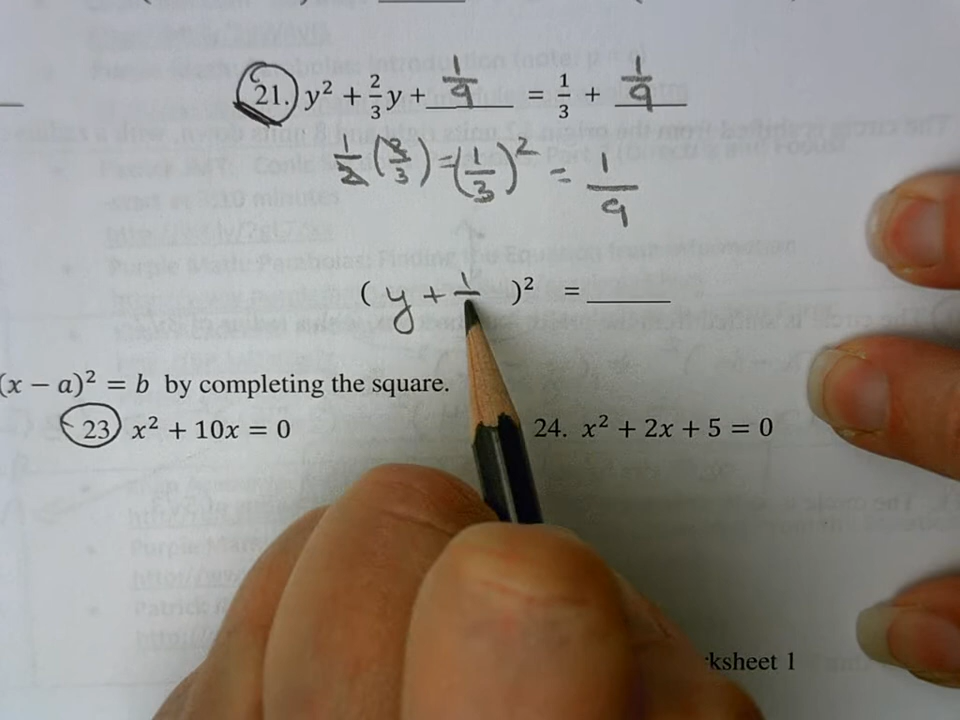 21. y² + 2/3 y + 1/9 = 1/3 + 1/9
1/2 (2/3) = (1/3)² = 1/9
( y + 1/ )² = ______
(x − a)² = b by completing the square.
23 x² + 10x = 0
24. x² + 2x + 5 = 0
ksheet 1